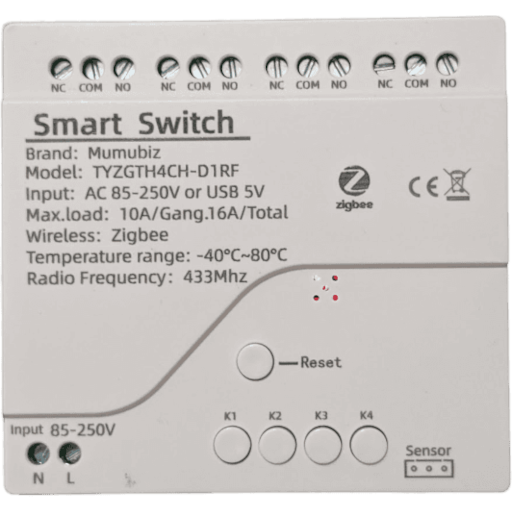 NC COM NO NC COM NO NC COM NO NC COM NO
Smart Switch
Brand: Mumubiz
Model: TYZGTH4CH-D1RF
Input: AC 85-250V or USB 5V
Max.load: 10A/Gang.16A/Total
Wireless: Zigbee
Temperature range: -40°C~80°C
Radio Frequency: 433Mhz
zigbee
CE
Reset
K1 K2 K3 K4
Input 85-250V
N L
Sensor